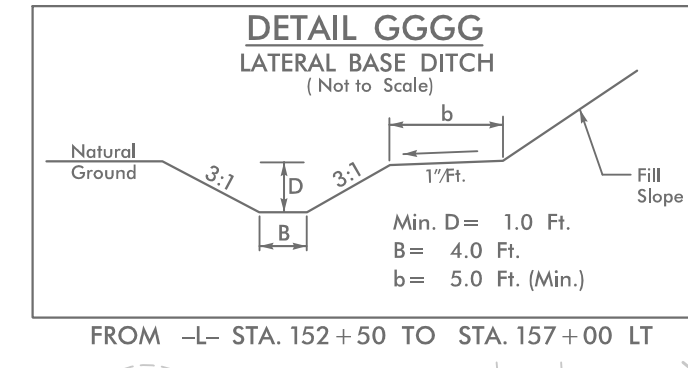 DETAIL GGGG
LATERAL BASE DITCH
( Not to Scale)
b
Natural
Ground
3:1
D
3:1
1"/Ft.
B
Fill
Slope
Min. D= 1.0 Ft.
B= 4.0 Ft.
b= 5.0 Ft. (Min.)
FROM -L- STA. 152+50 TO STA. 157+00 LT